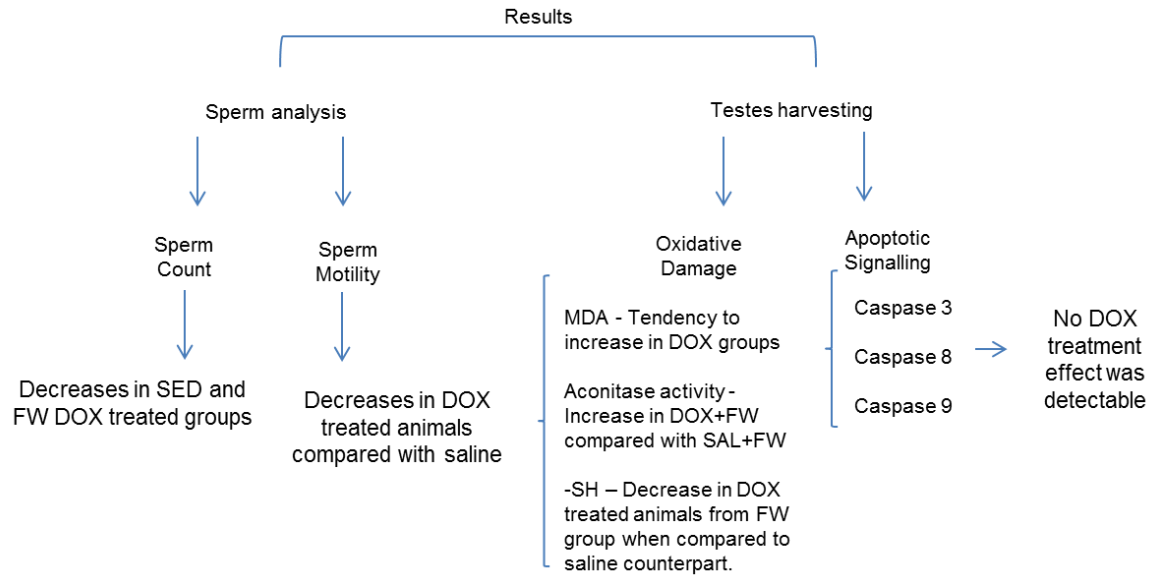 Results
Sperm analysis
Testes harvesting
Sperm
Count
Sperm
Motility
Oxidative
Damage
Apoptotic
Signalling
Decreases in SED and
FW DOX treated groups
Decreases in DOX
treated animals
compared with saline
MDA - Tendency to
increase in DOX groups
Aconitase activity -
Increase in DOX+FW
compared with SAL+FW
-SH – Decrease in DOX
treated animals from FW
group when compared to
saline counterpart.
Caspase 3
Caspase 8
Caspase 9
No DOX
treatment
effect was
detectable